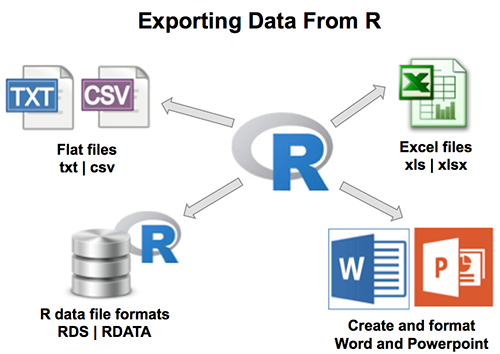 Exporting Data From R
TXT
CSV
Flat files
txt | csv
R
X
Excel files
xls | xlsx
R
R data file formats
RDS | RDATA
W
P
Create and format
Word and Powerpoint